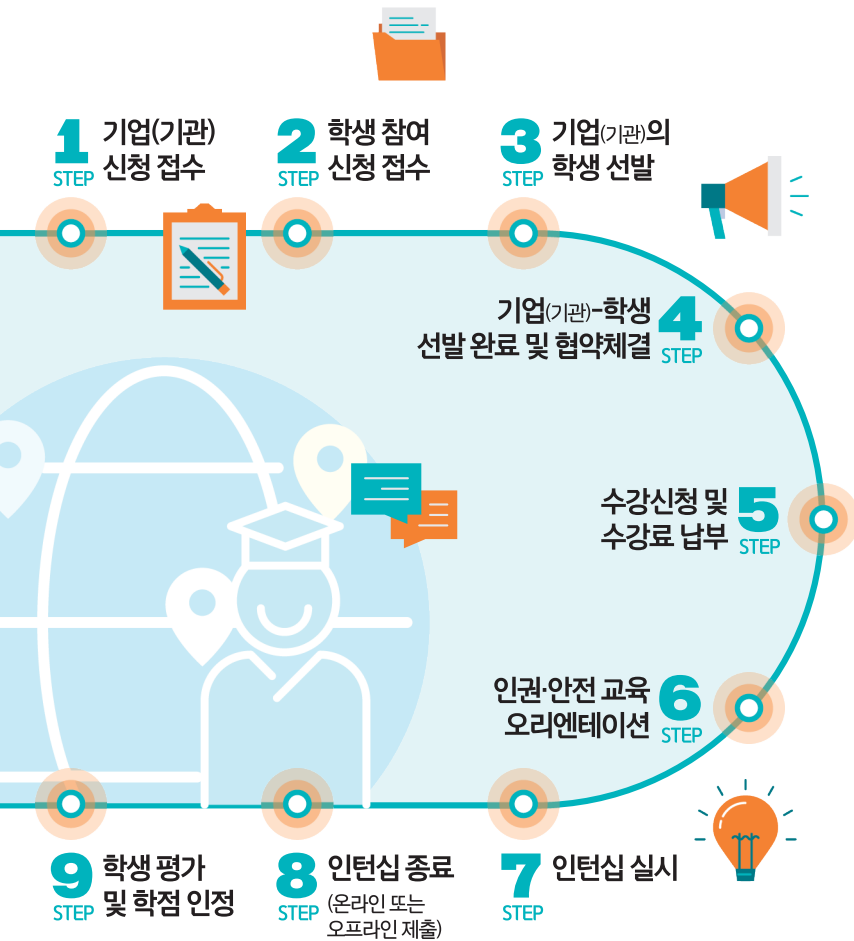 1
STEP
기업(기관)
신청 접수
2
STEP
학생 참여
신청 접수
3
STEP
기업(기관)의
학생 선발
기업(기관)-학생
선발 완료 및 협약체결
4
STEP
수강신청 및
수강료 납부
5
STEP
인권·안전 교육
오리엔테이션
6
STEP
9
STEP
학생 평가
및 학점 인정
8
STEP
인턴십 종료
(온라인 또는
오프라인 제출)
7
STEP
인턴십 실시